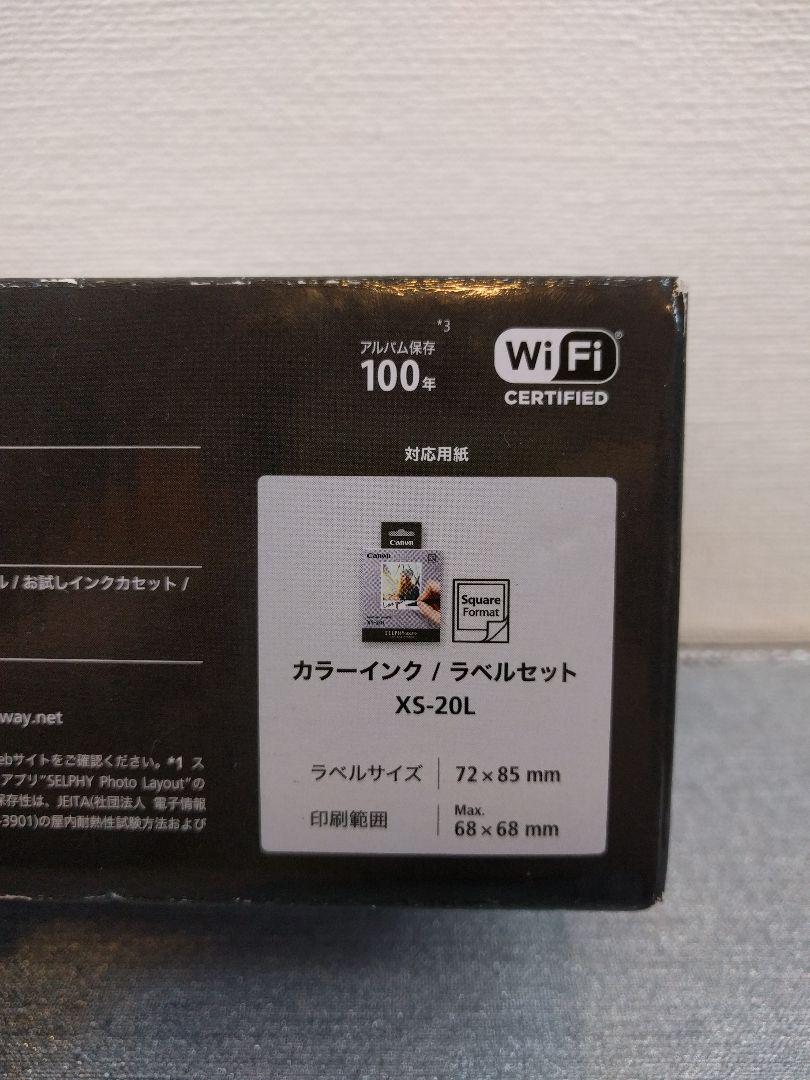 *3
アルバム保存
100年
WiFi®
CERTIFIED
対応用紙
Canon
Canon
XS-20L
SELPHY
Square
Format
カラーインク / ラベルセット
XS-20L
ラベルサイズ 72×85 mm
印刷範囲 Max.
68×68 mm
ル / お試しインクカセット /
way.net
ebサイトをご確認ください。*1 ス
アプリ"SELPHY Photo Layout"の
保存性は、JEITA(社団法人 電子情報
-3901)の屋内耐熱性試験方法および